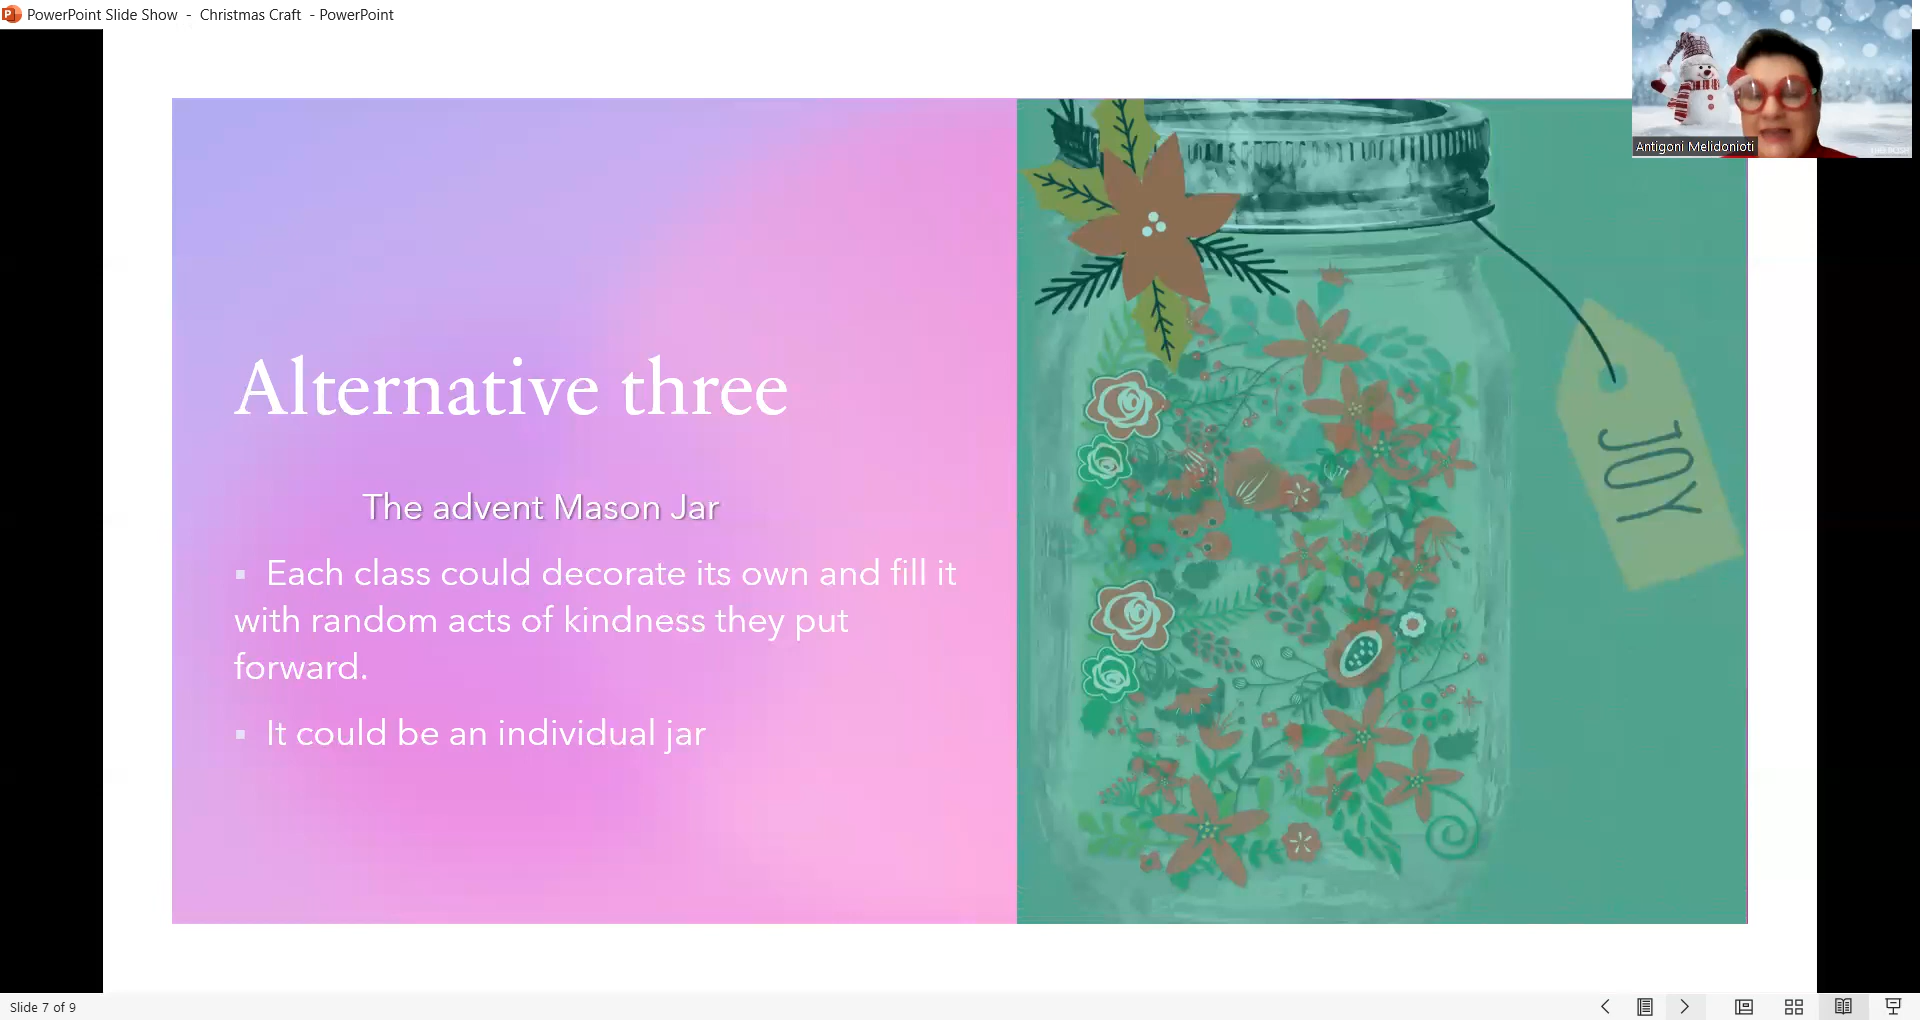 PowerPoint Slide Show - Christmas Craft - PowerPoint
Antigoni Melidonioti
Alternative three
The advent Mason Jar
Each class could decorate its own and fill it
with random acts of kindness they put
forward.
It could be an individual jar
JOY
Slide 7 of 9